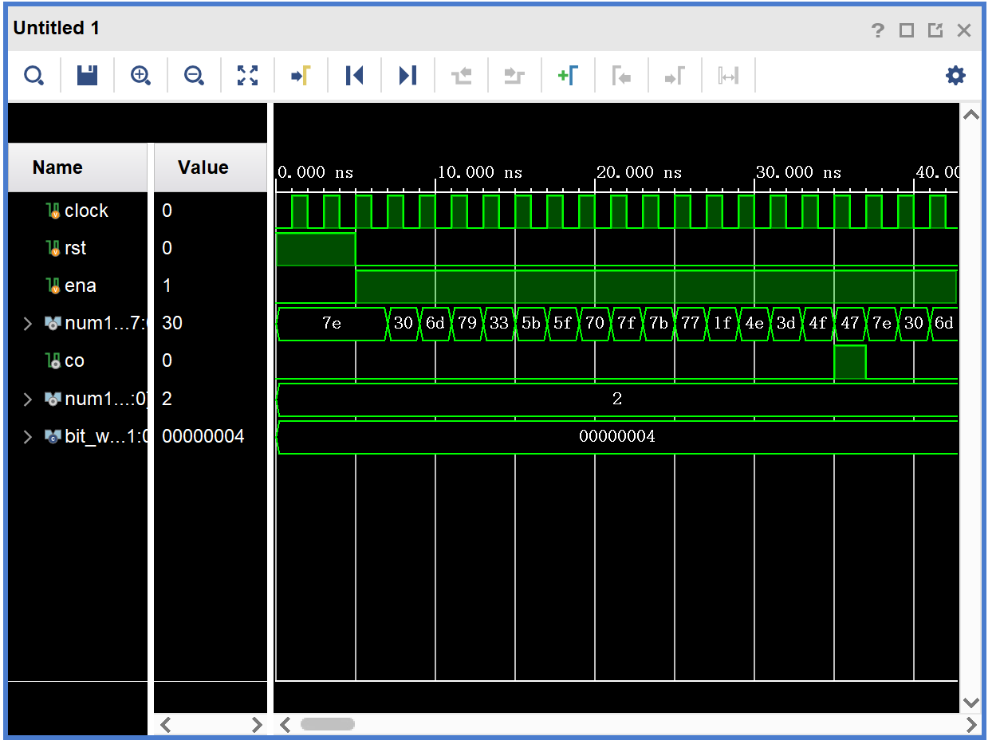 Untitled 1
?
Name Value
0.000 ns 10.000 ns 20.000 ns 30.000 ns 40.00
clock 0
rst 0
ena 1
num1...7:0 30 7e 30 6d 79 33 5b 5f 70 7f 7b 77 1f 4e 3d 4f 47 7e 30 6d
co 0
num1...:0] 2 2
bit_w...1:0 00000004 00000004